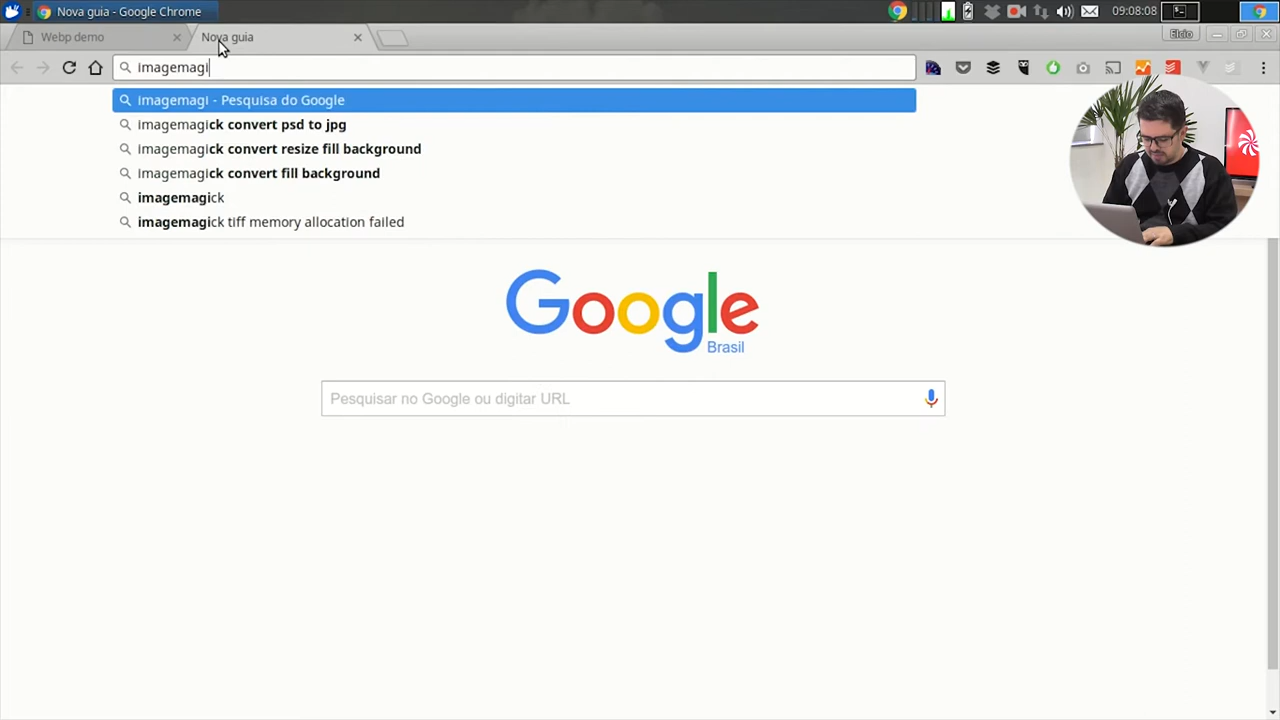 Nova guia - Google Chrome
09:08:08
Webp demo
Nova guia
Elcio
imagemagi
imagemagi - Pesquisa do Google
imagemagick convert psd to jpg
imagemagick convert resize fill background
imagemagick convert fill background
imagemagick
imagemagick tiff memory allocation failed
Google
Brasil
Pesquisar no Google ou digitar URL